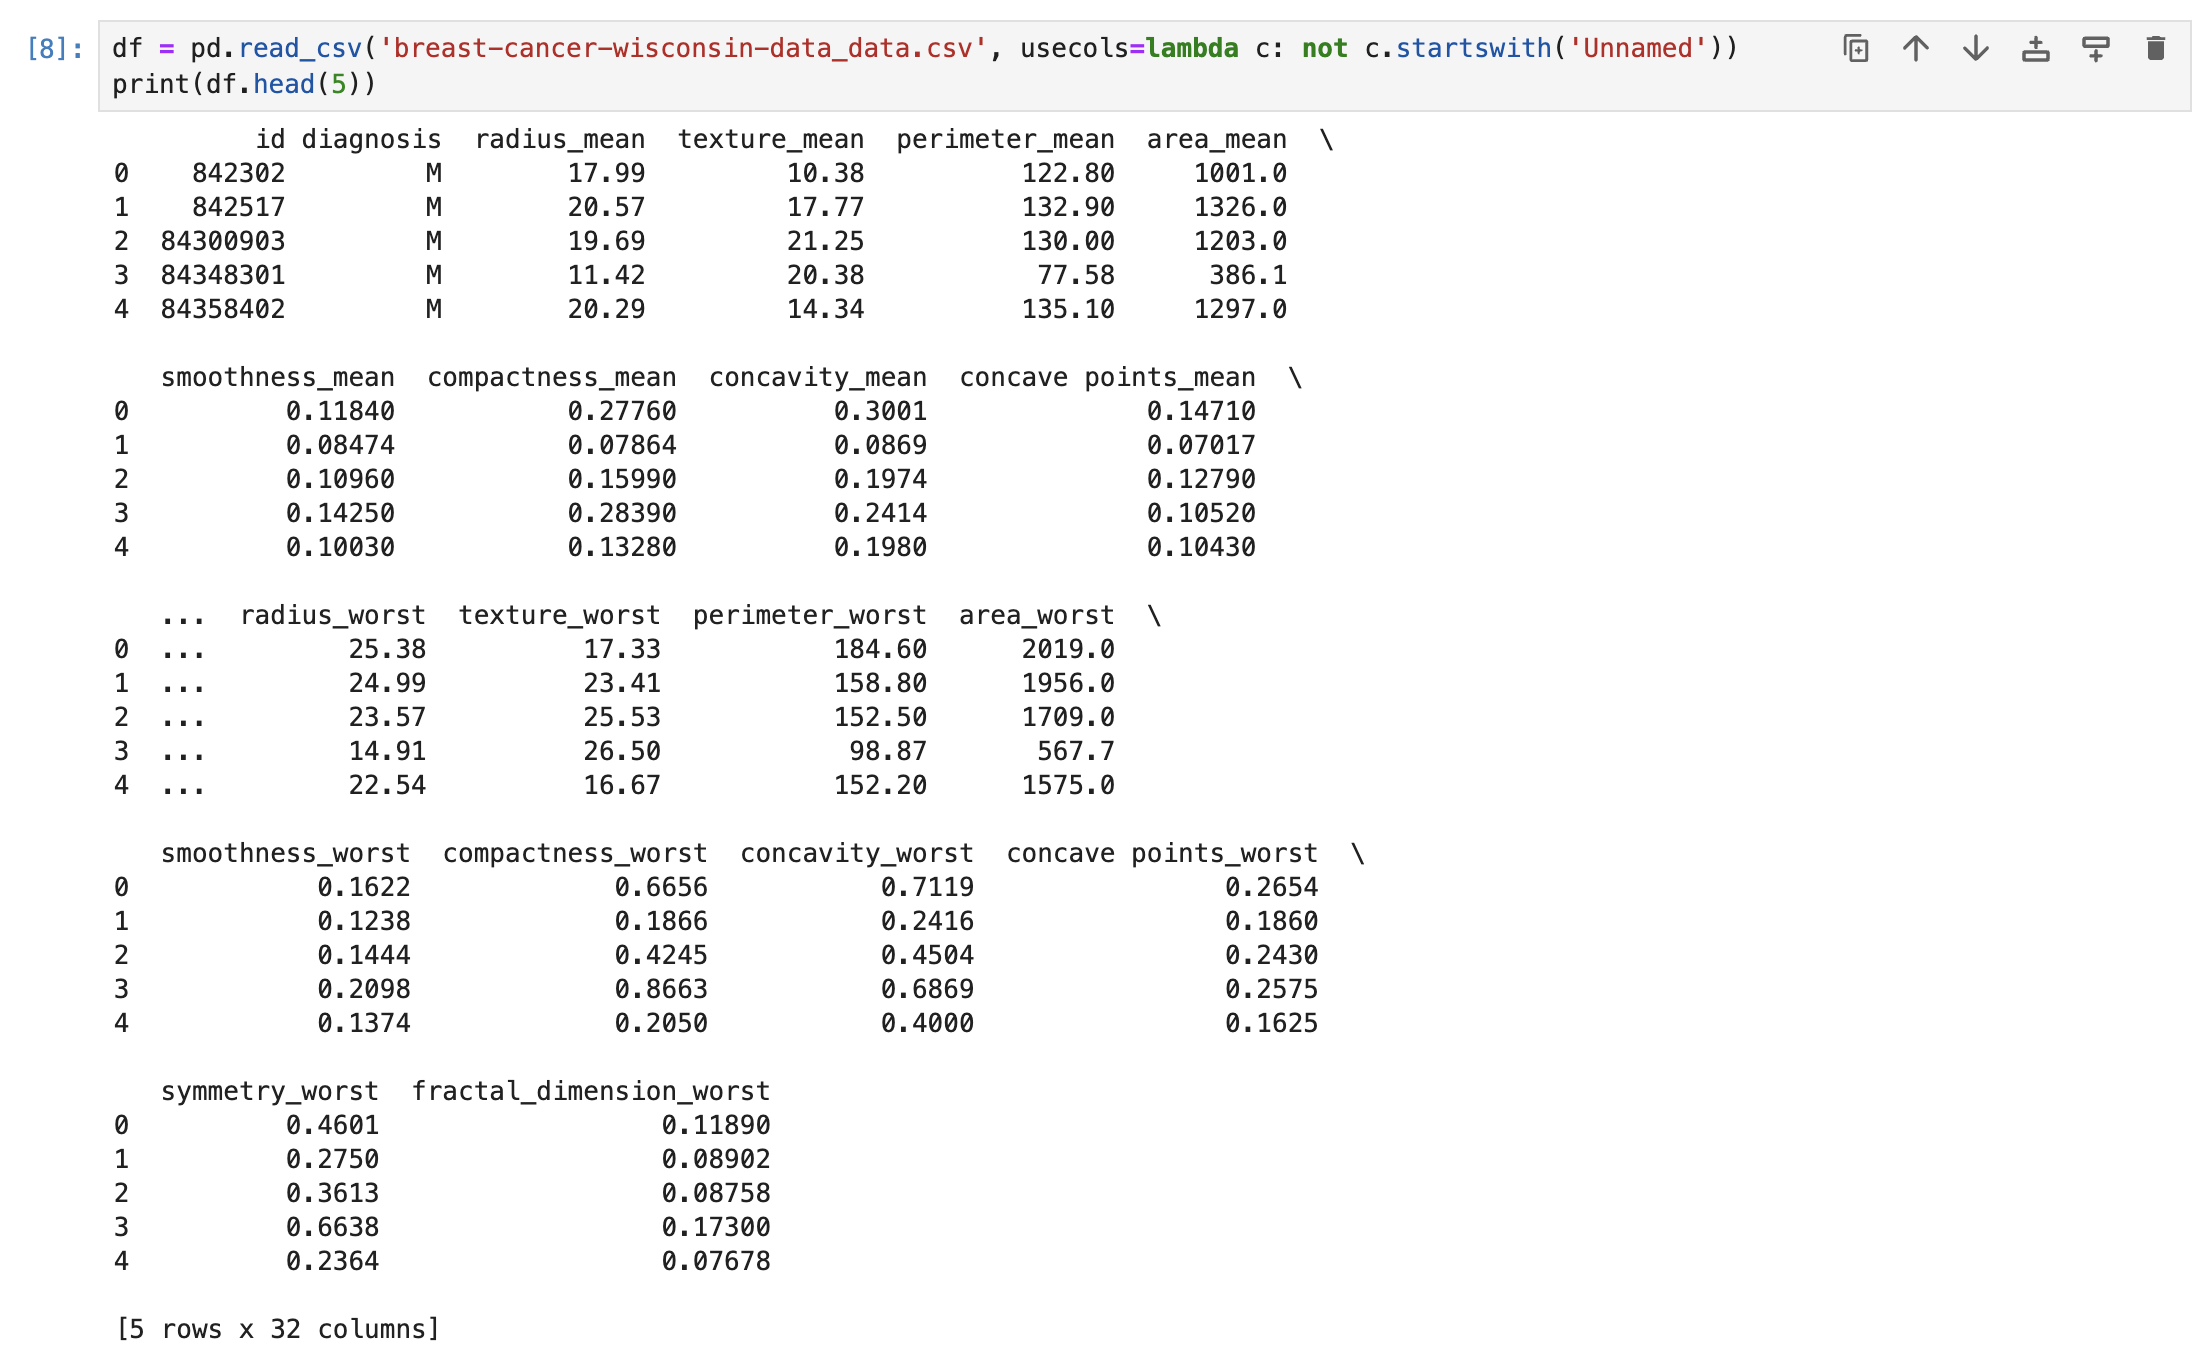 [8]: df = pd.read_csv('breast-cancer-wisconsin-data_data.csv', usecols=lambda c: not c.startswith('Unnamed'))
print(df.head(5))
         id diagnosis  radius_mean  texture_mean  perimeter_mean  area_mean  \
0    842302         M        17.99         10.38          122.80     1001.0
1    842517         M        20.57         17.77          132.90     1326.0
2  84300903         M        19.69         21.25          130.00     1203.0
3  84348301         M        11.42         20.38           77.58      386.1
4  84358402         M        20.29         14.34          135.10     1297.0

   smoothness_mean  compactness_mean  concavity_mean  concave points_mean  \
0          0.11840           0.27760          0.3001              0.14710
1          0.08474           0.07864          0.0869              0.07017
2          0.10960           0.15990          0.1974              0.12790
3          0.14250           0.28390          0.2414              0.10520
4          0.10030           0.13280          0.1980              0.10430

   ...  radius_worst  texture_worst  perimeter_worst  area_worst  \
0  ...         25.38          17.33           184.60      2019.0
1  ...         24.99          23.41           158.80      1956.0
2  ...         23.57          25.53           152.50      1709.0
3  ...         14.91          26.50            98.87       567.7
4  ...         22.54          16.67           152.20      1575.0

   smoothness_worst  compactness_worst  concavity_worst  concave points_worst  \
0            0.1622             0.6656           0.7119                0.2654
1            0.1238             0.1866           0.2416                0.1860
2            0.1444             0.4245           0.4504                0.2430
3            0.2098             0.8663           0.6869                0.2575
4            0.1374             0.2050           0.4000                0.1625

   symmetry_worst  fractal_dimension_worst
0          0.4601                  0.11890
1          0.2750                  0.08902
2          0.3613                  0.08758
3          0.6638                  0.17300
4          0.2364                  0.07678

[5 rows x 32 columns]